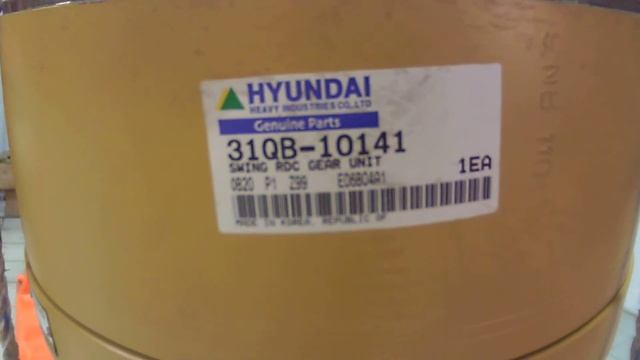 HYUNDAI
HEAVY INDUSTRIES CO.,LTD
Genuine Parts
31QB-10141
SWING RDC GEAR UNIT
1EA
0820 P1 Z99 ED6B04A1
MADE IN KOREA, REPUBLIC OF